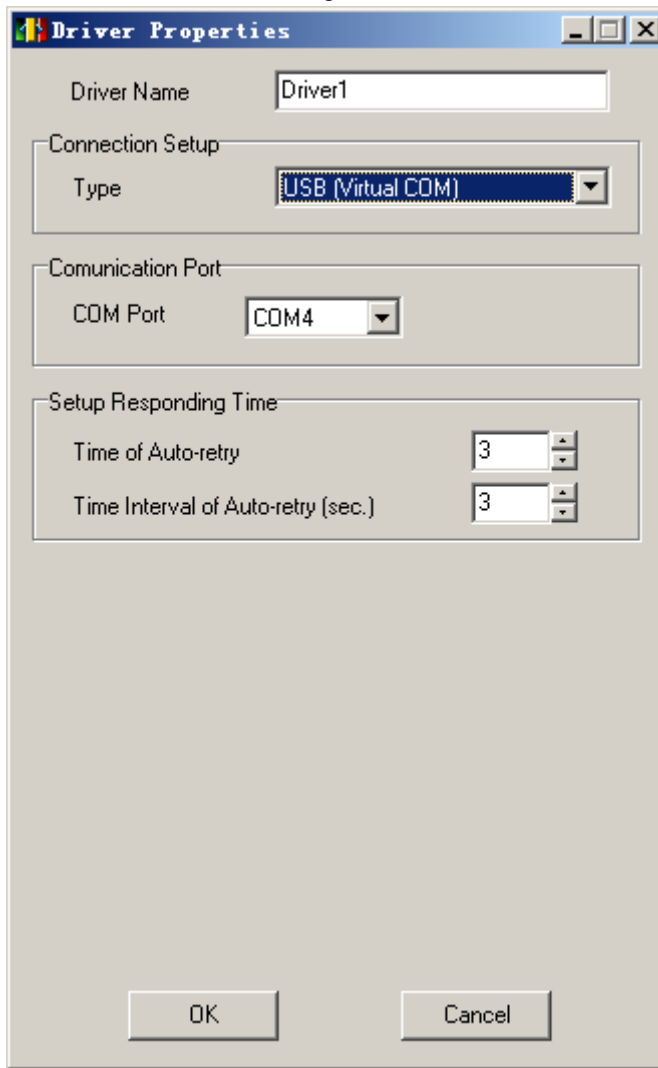 Driver Properties
Driver Name Driver1
Connection Setup
Type USB (Virtual COM)
Comunication Port
COM Port COM4
Setup Responding Time
Time of Auto-retry 3
Time Interval of Auto-retry (sec.) 3
OK Cancel